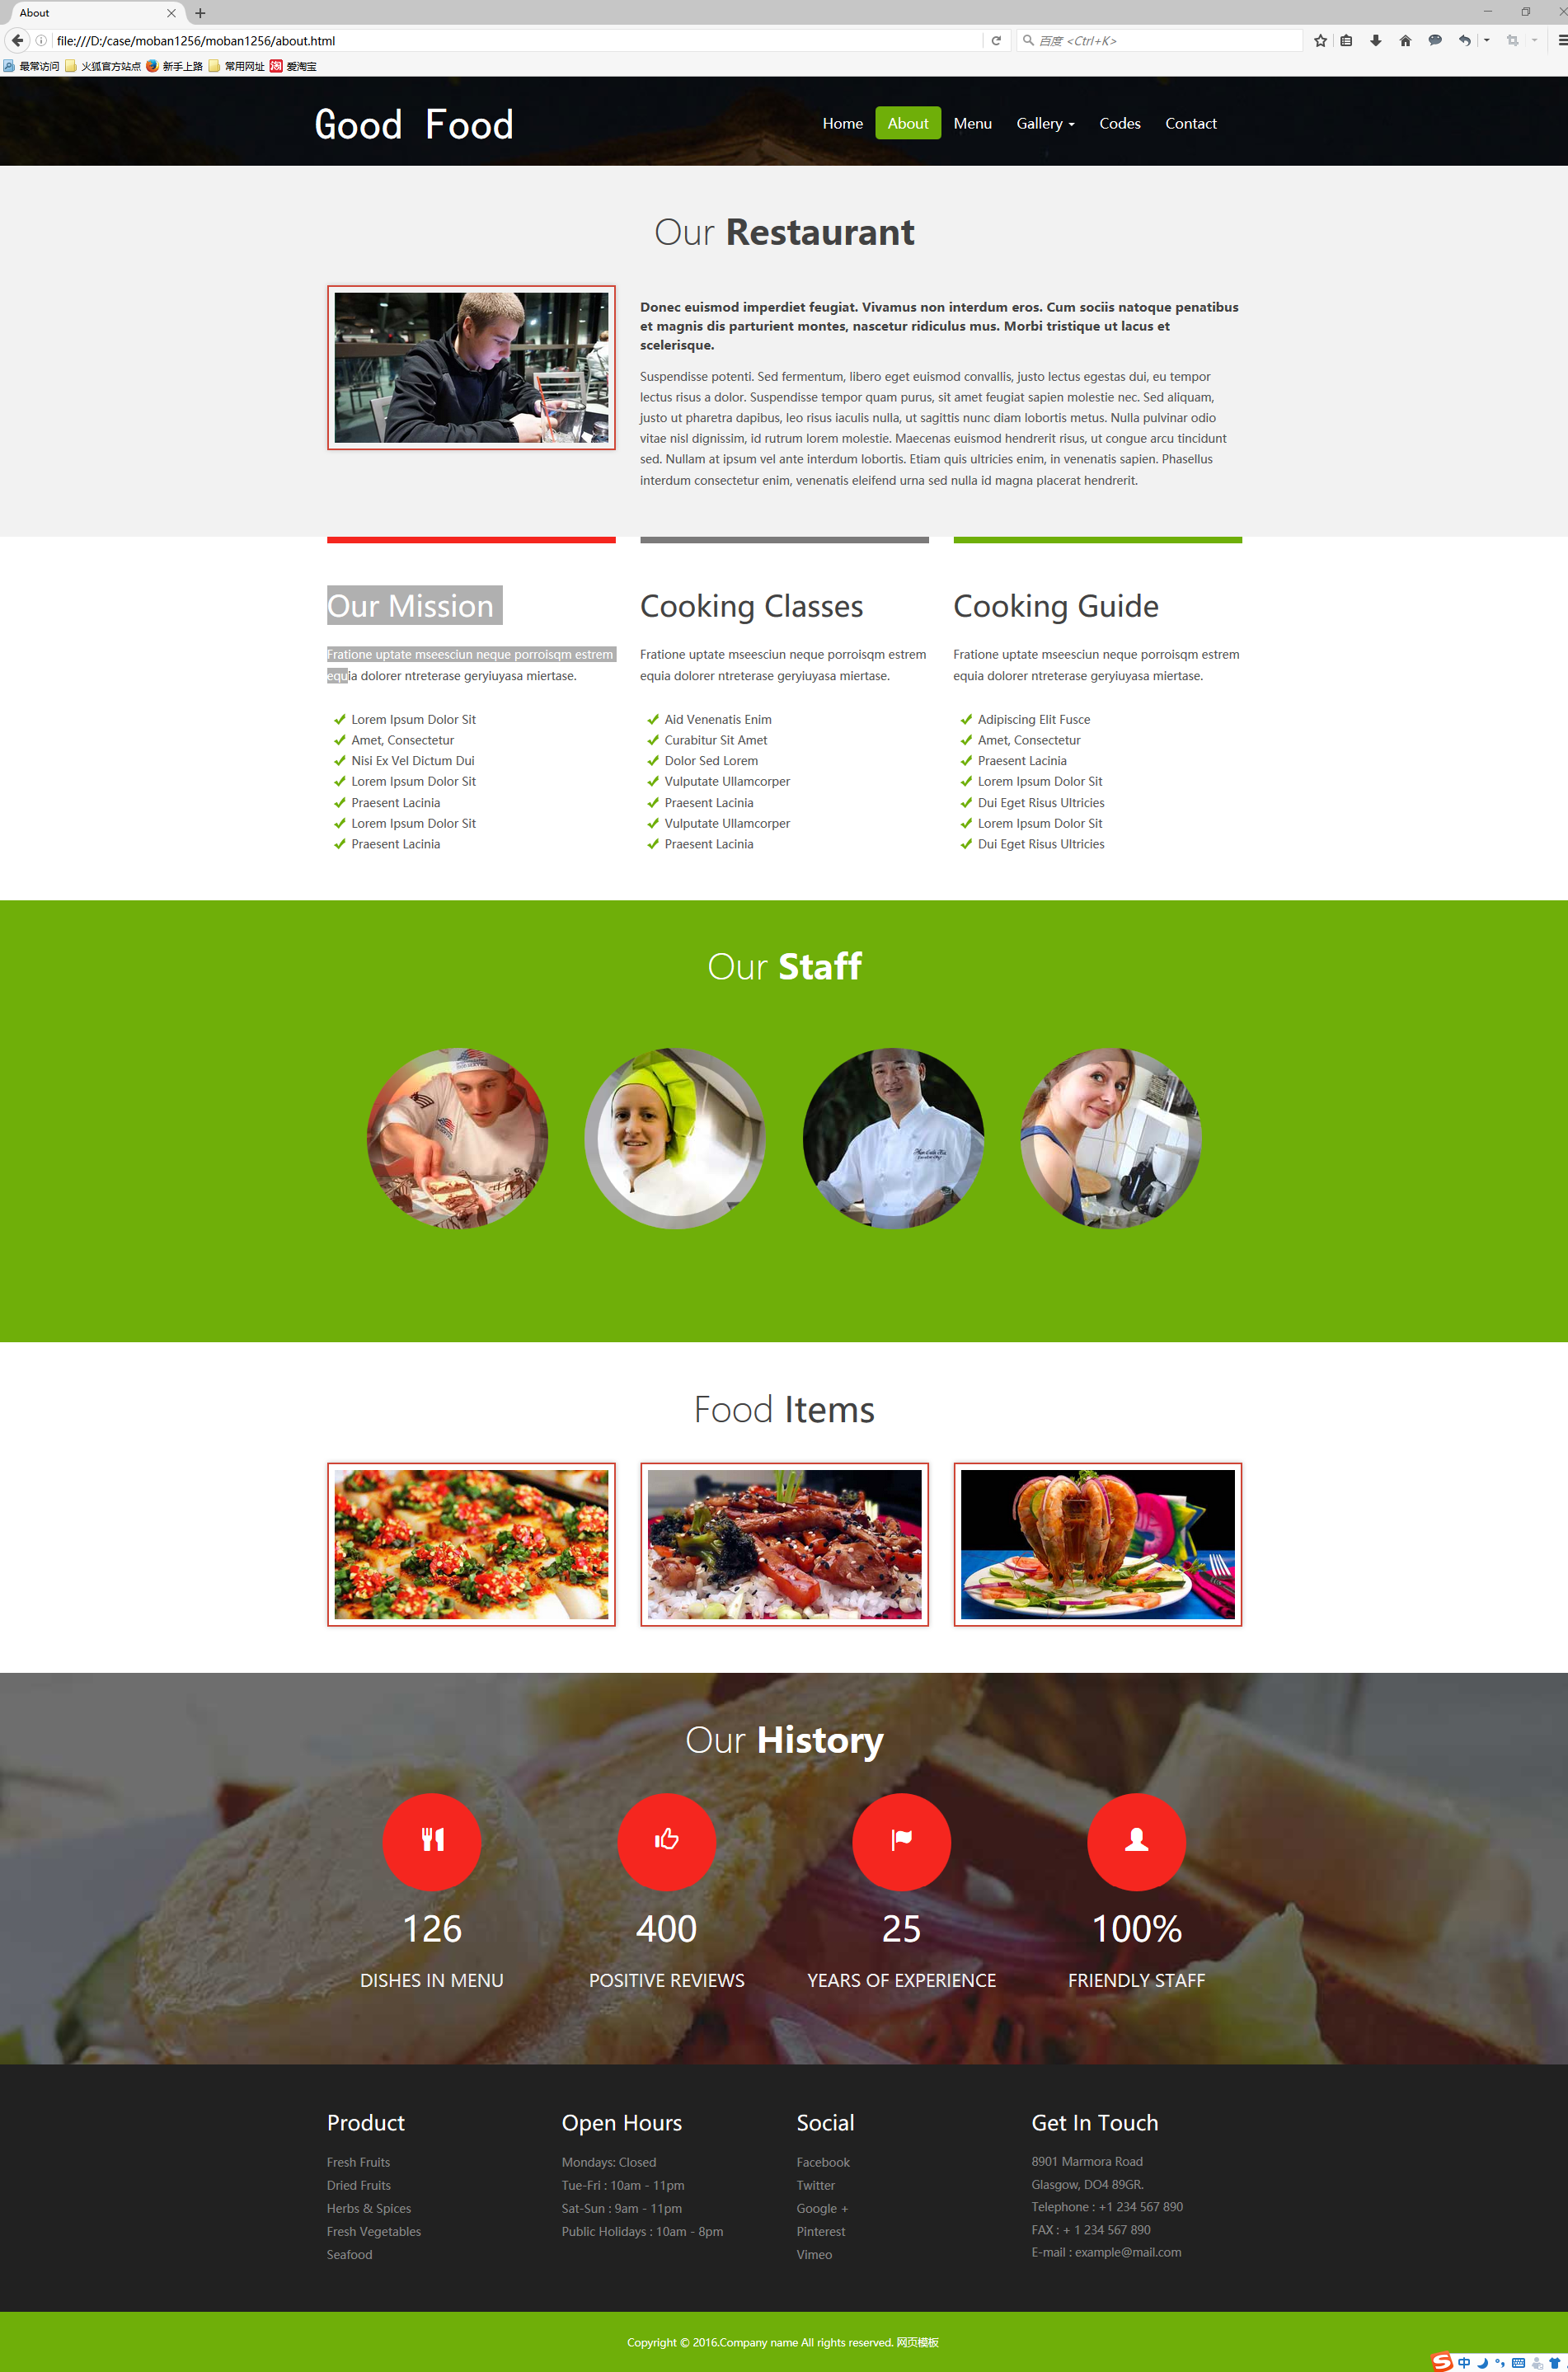 About
file:///D:/case/moban1256/moban1256/about.html
百度 <Ctrl+K>
最常访问 火狐官方站点 新手上路 常用网址 淘 爱淘宝
Good Food
Home About Menu Gallery Codes Contact
Our Restaurant
Donec euismod imperdiet feugiat. Vivamus non interdum eros. Cum sociis natoque penatibus
et magnis dis parturient montes, nascetur ridiculus mus. Morbi tristique ut lacus et
scelerisque.
Suspendisse potenti. Sed fermentum, libero eget euismod convallis, justo lectus egestas dui, eu tempor
lectus risus a dolor. Suspendisse tempor quam purus, sit amet feugiat sapien molestie nec. Sed aliquam,
justo ut pharetra dapibus, leo risus iaculis nulla, ut sagittis nunc diam lobortis metus. Nulla pulvinar odio
vitae nisl dignissim, id rutrum lorem molestie. Maecenas euismod hendrerit risus, ut congue arcu tincidunt
sed. Nullam at ipsum vel ante interdum lobortis. Etiam quis ultricies enim, in venenatis sapien. Phasellus
interdum consectetur enim, venenatis eleifend urna sed nulla id magna placerat hendrerit.
Our Mission
Fratione uptate mseesciun neque porroisqm estrem
equia dolorer ntreterase geryiuyasa miertase.
Lorem Ipsum Dolor Sit
Amet, Consectetur
Nisi Ex Vel Dictum Dui
Lorem Ipsum Dolor Sit
Praesent Lacinia
Lorem Ipsum Dolor Sit
Praesent Lacinia
Cooking Classes
Fratione uptate mseesciun neque porroisqm estrem
equia dolorer ntreterase geryiuyasa miertase.
Aid Venenatis Enim
Curabitur Sit Amet
Dolor Sed Lorem
Vulputate Ullamcorper
Praesent Lacinia
Vulputate Ullamcorper
Praesent Lacinia
Cooking Guide
Fratione uptate mseesciun neque porroisqm estrem
equia dolorer ntreterase geryiuyasa miertase.
Adipiscing Elit Fusce
Amet, Consectetur
Praesent Lacinia
Lorem Ipsum Dolor Sit
Dui Eget Risus Ultricies
Lorem Ipsum Dolor Sit
Dui Eget Risus Ultricies
Our Staff
Food Items
Our History
126
DISHES IN MENU
400
POSITIVE REVIEWS
25
YEARS OF EXPERIENCE
100%
FRIENDLY STAFF
Product
Fresh Fruits
Dried Fruits
Herbs & Spices
Fresh Vegetables
Seafood
Open Hours
Mondays: Closed
Tue-Fri : 10am - 11pm
Sat-Sun : 9am - 11pm
Public Holidays : 10am - 8pm
Social
Facebook
Twitter
Google +
Pinterest
Vimeo
Get In Touch
8901 Marmora Road
Glasgow, DO4 89GR.
Telephone : +1 234 567 890
FAX : + 1 234 567 890
E-mail : example@mail.com
Copyright © 2016.Company name All rights reserved. 网页模板
S 中